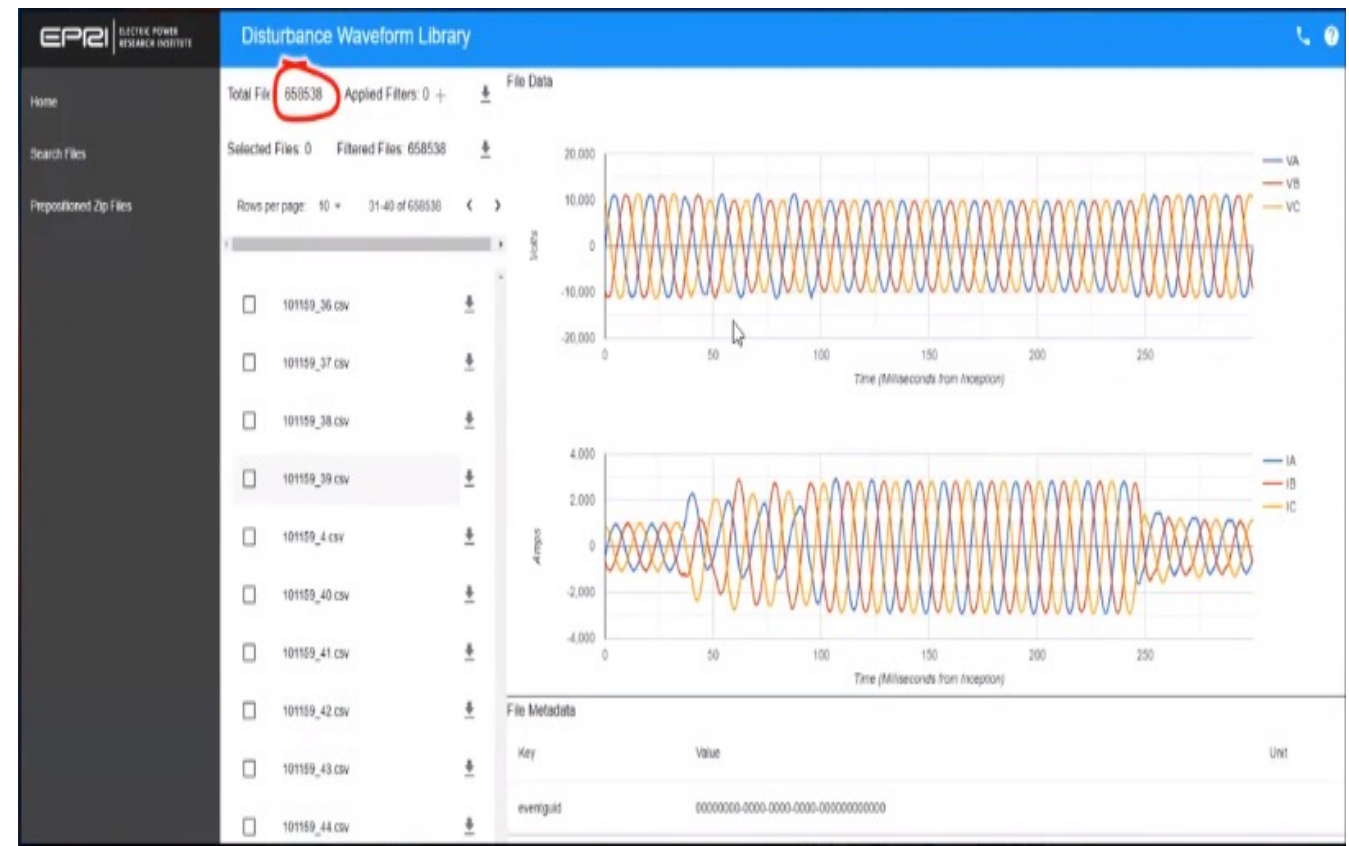 EPRI ELECTRIC POWER
RESEARCH INSTITUTE
Disturbance Waveform Library
Home
Search Files
Prepositioned Zip Files
Total File 658538 Applied Filters: 0 +
Selected Files: 0 Filtered Files: 658538
Rows per page: 10 31-40 of 658538
101159_36.csv
101159_37.csv
101159_38.csv
101159_39.csv
101159_4.csv
101159_40.csv
101159_41.csv
101159_42.csv
101159_43.csv
101159_44.csv
File Data
20,000
10,000
0
-10,000
-20,000
Volts
0 50 100 150 200 250
Time (Milliseconds from Inception)
VA
VB
VC
4,000
2,000
0
-2,000
-4,000
Amps
0 50 100 150 200 250
Time (Milliseconds from Inception)
IA
IB
IC
File Metadata
Key Value Unit
eventguid 00000000-0000-0000-0000-000000000000